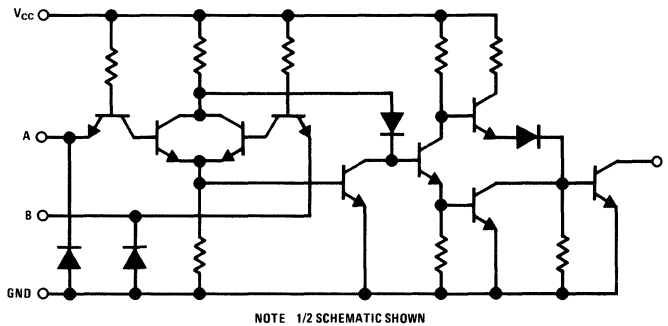 VCC
A
B
GND
NOTE 1/2 SCHEMATIC SHOWN